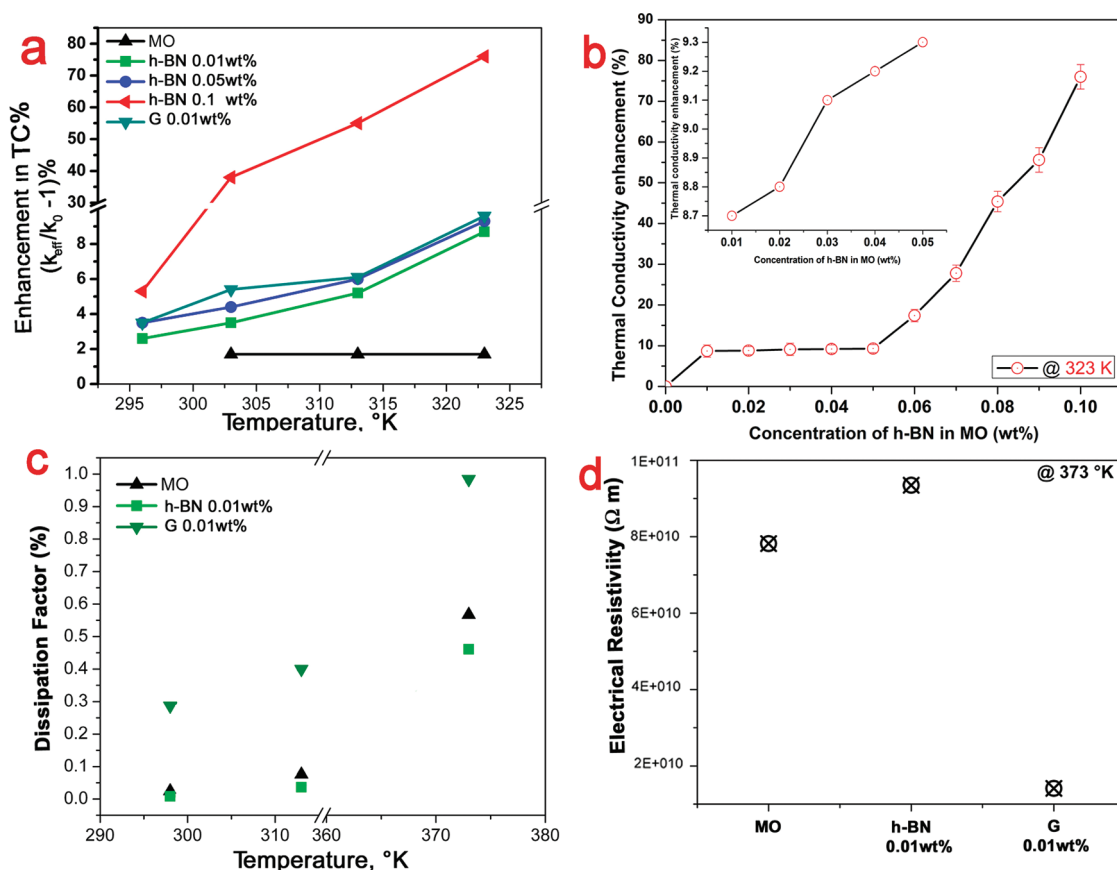 a
MO
h-BN 0.01wt%
h-BN 0.05wt%
h-BN 0.1 wt%
G 0.01wt%
Enhancement in TC%
(k_eff/k_0 -1)%
80
70
60
50
40
30
8
6
4
2
0
295 300 305 310 315 320 325
Temperature, °K
b
Thermal Conductivity enhancement (%)
80
70
60
50
40
30
20
10
0
0.00 0.02 0.04 0.06 0.08 0.10
Concentration of h-BN in MO (wt%)
@ 323 K
Thermal conductivity enhancement (%)
9.3
9.2
9.1
9.0
8.9
8.8
8.7
0.01 0.02 0.03 0.04 0.05
Concentration of h-BN in MO (wt%)
c
MO
h-BN 0.01wt%
G 0.01wt%
Dissipation Factor (%)
1.0
0.9
0.8
0.7
0.6
0.5
0.4
0.3
0.2
0.1
0.0
290 300 310 360 370 380
Temperature, °K
d
@ 373 °K
Electrical Resistiviity (Ω m)
1E+011
8E+010
6E+010
4E+010
2E+010
MO h-BN G
0.01wt% 0.01wt%